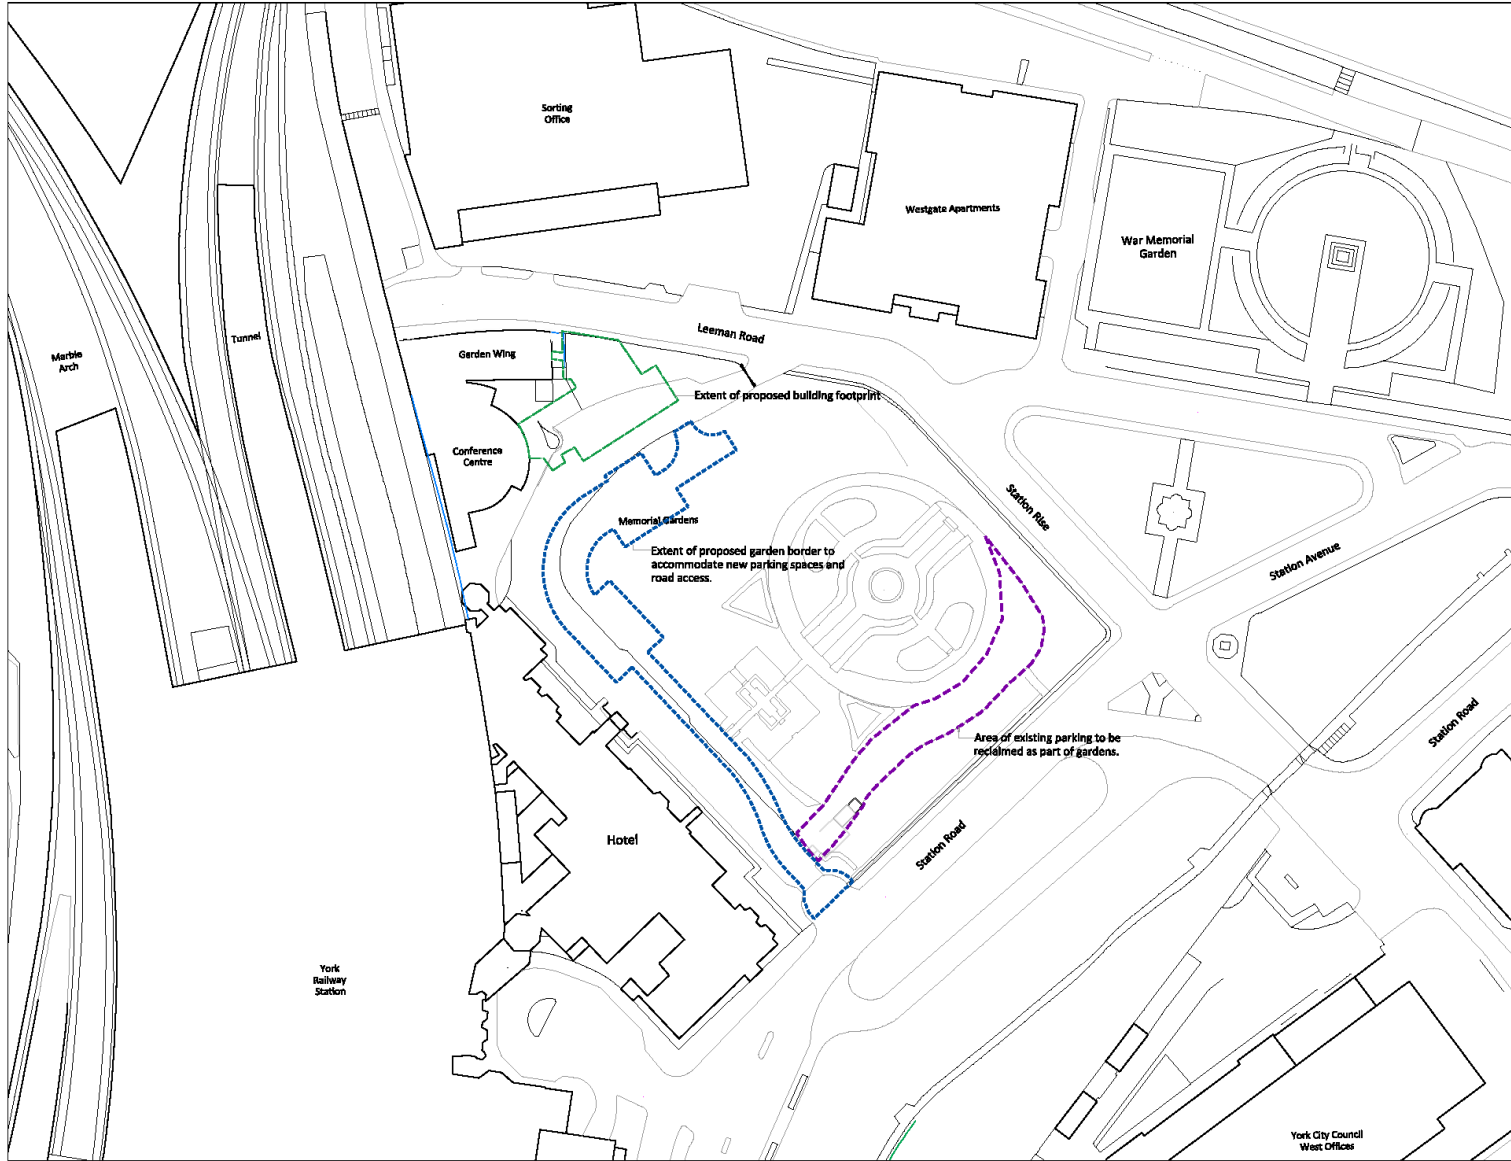 Sorting
Office
Westgate Apartments
War Memorial
Garden
Leeman Road
Tunnel
Marble
Arch
Garden Wing
Extent of proposed building footprint
Conference
Centre
Station Rise
Memorial Gardens
Extent of proposed garden border to
accommodate new parking spaces and
road access.
Station Avenue
Station Road
Area of existing parking to be
reclaimed as part of gardens.
Hotel
Station Road
York
Railway
Station
York City Council
West Offices